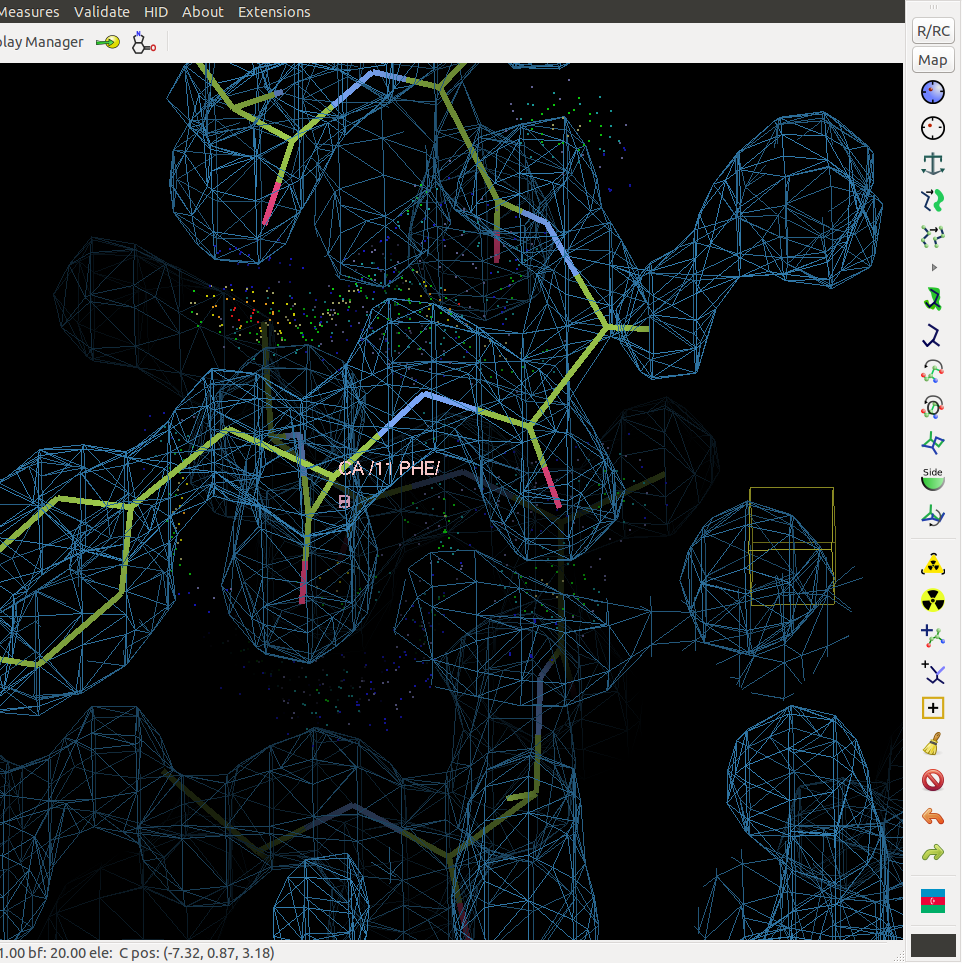 Measures Validate HID About Extensions
play Manager
R/RC
Map
Side
CA /11 PHE/
1.00 bf: 20.00 ele: C pos: (-7.32, 0.87, 3.18)